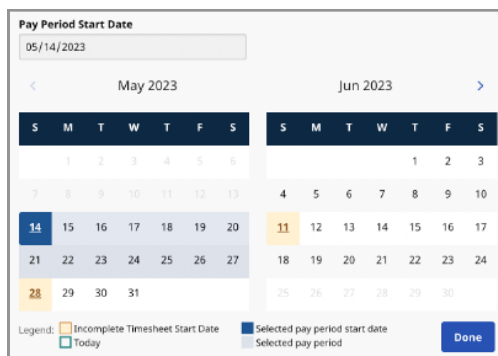 Pay Period Start Date
05/14/2023
< May 2023
S M T W T F S
1 2 3 4 5 6
7 8 9 10 11 12 13
14 15 16 17 18 19 20
21 22 23 24 25 26 27
28 29 30 31
Jun 2023 >
S M T W T F S
1 2 3
4 5 6 7 8 9 10
11 12 13 14 15 16 17
18 19 20 21 22 23 24
25 26 27 28 29 30
Legend: Incomplete Timesheet Start Date
Today
Selected pay period start date
Selected pay period
Done